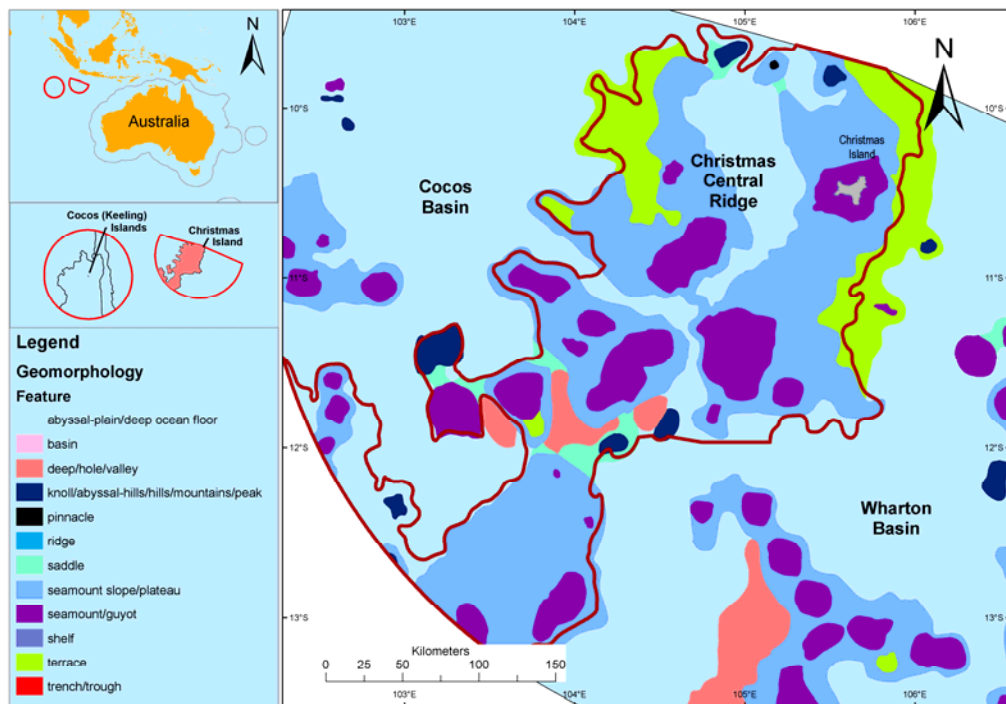 N
Australia
Cocos (Keeling)
Islands
Christmas
Island
Legend
Geomorphology
Feature
abyssal-plain/deep ocean floor
basin
deep/hole/valley
knoll/abyssal-hills/hills/mountains/peak
pinnacle
ridge
saddle
seamount slope/plateau
seamount/guyot
shelf
terrace
trench/trough
103°E
104°E
105°E
106°E
N
10°S
10°S
Christmas
Island
Christmas
Central
Ridge
Cocos
Basin
11°S
11°S
12°S
12°S
Wharton
Basin
13°S
13°S
Kilometers
0 25 50 100 150
103°E
104°E
105°E
106°E